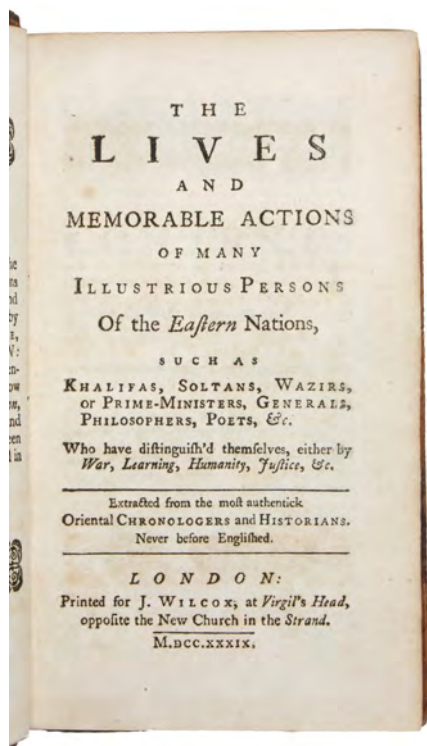 THE
LIVES
AND
MEMORABLE ACTIONS
OF MANY
ILLUSTRIOUS PERSONS
Of the Eaſtern Nations,
SUCH AS
KHALIFAS, SOLTANS, WAZIRS,
or PRIME-MINISTERS, GENERALS,
PHILOSOPHERS, POETS, &c.
Who have diſtinguiſh'd themſelves, either by
War, Learning, Humanity, Juſtice, &c.
Extracted from the moſt authentick
Oriental CHRONOLOGERS and HISTORIANS.
Never before Engliſhed.
LONDON:
Printed for J. WILCOX, at Virgil's Head,
oppoſite the New Church in the Strand.
M.DCC.XXXIX.